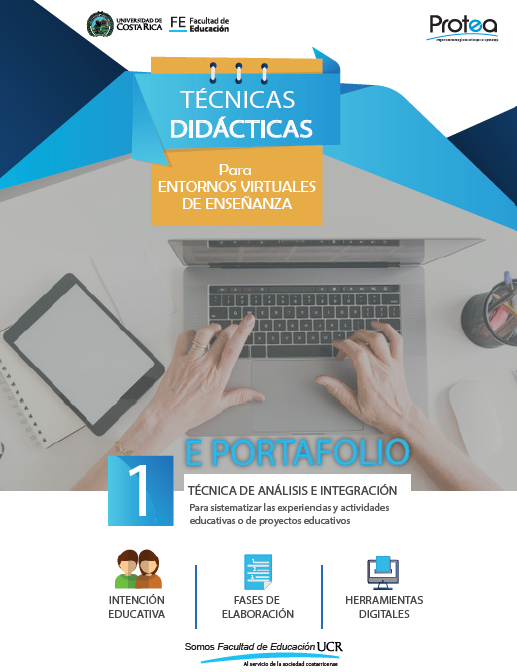 UNIVERSIDAD DE
COSTA RICA
FE
Facultad de
Educación
Protea
TÉCNICAS
DIDÁCTICAS
Para
ENTORNOS VIRTUALES
DE ENSEÑANZA
E PORTAFOLIO
1
TÉCNICA DE ANÁLISIS E INTEGRACIÓN
Para sistematizar las experiencias y actividades
educativas o de proyectos educativos
INTENCIÓN
EDUCATIVA
FASES DE
ELABORACIÓN
HERRAMIENTAS
DIGITALES
Somos Facultad de Educación UCR
Al servicio de la sociedad costarricense